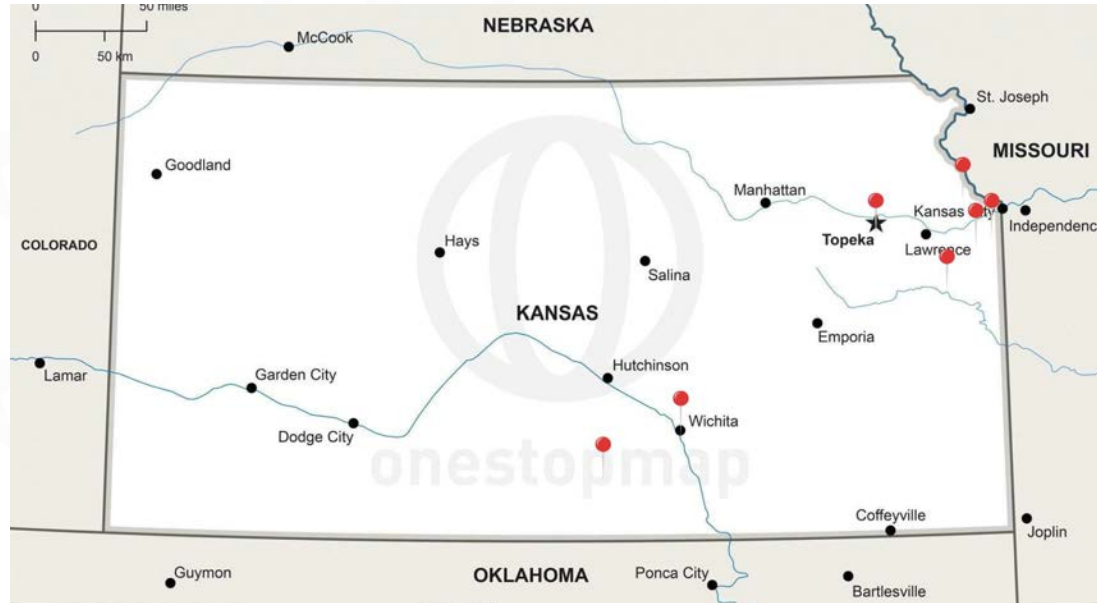 0 50 miles
0 50 km
NEBRASKA
McCook
St. Joseph
MISSOURI
Goodland
Manhattan
Kansas City
Independenc
COLORADO
Topeka
Lawrence
Hays
Salina
KANSAS
Emporia
Lamar
Garden City
Hutchinson
Dodge City
Wichita
onestopmap
Coffeyville
Joplin
Guymon
OKLAHOMA
Ponca City
Bartlesville